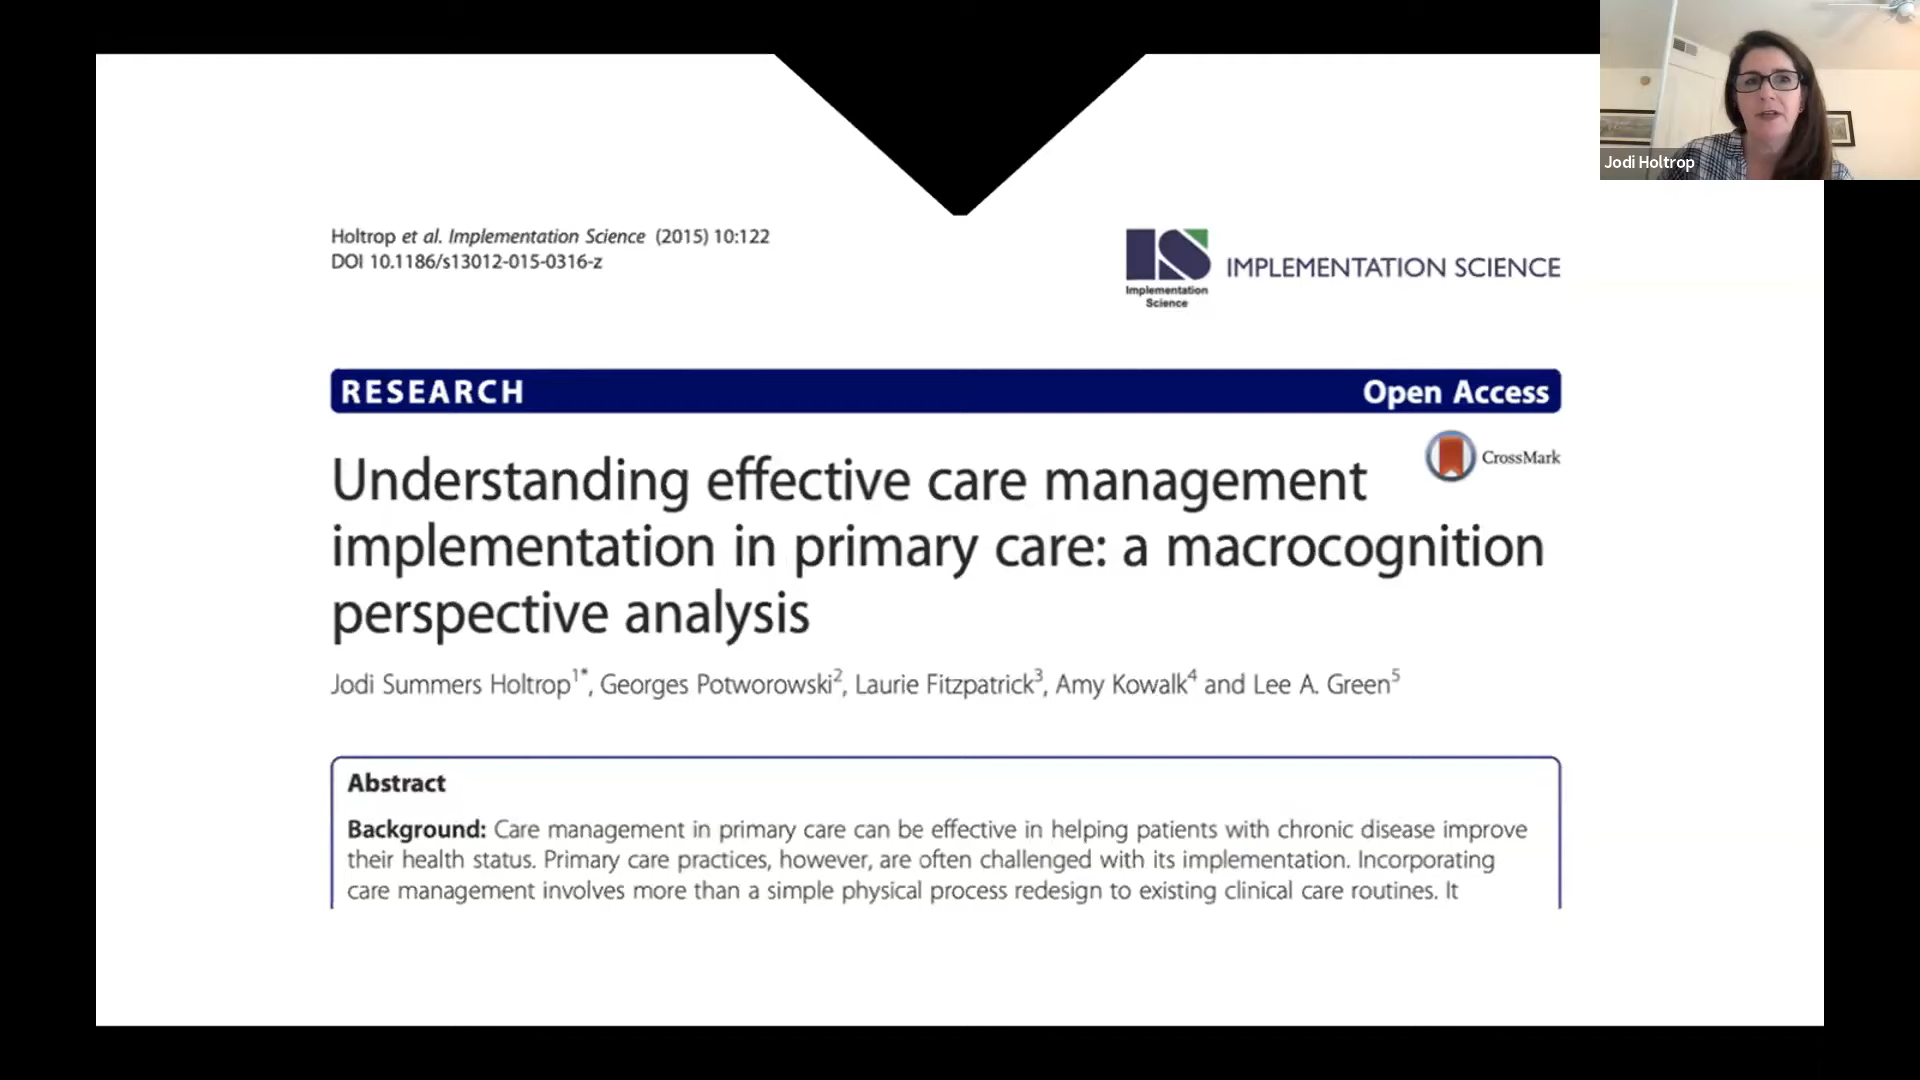 Jodi Holtrop
Holtrop et al. Implementation Science (2015) 10:122
DOI 10.1186/s13012-015-0316-z
IS
Implementation
Science
IMPLEMENTATION SCIENCE
RESEARCH
Open Access
CrossMark
Understanding effective care management
implementation in primary care: a macrocognition
perspective analysis
Jodi Summers Holtrop1*, Georges Potworowski2, Laurie Fitzpatrick3, Amy Kowalk4 and Lee A. Green5
Abstract
Background: Care management in primary care can be effective in helping patients with chronic disease improve
their health status. Primary care practices, however, are often challenged with its implementation. Incorporating
care management involves more than a simple physical process redesign to existing clinical care routines. It